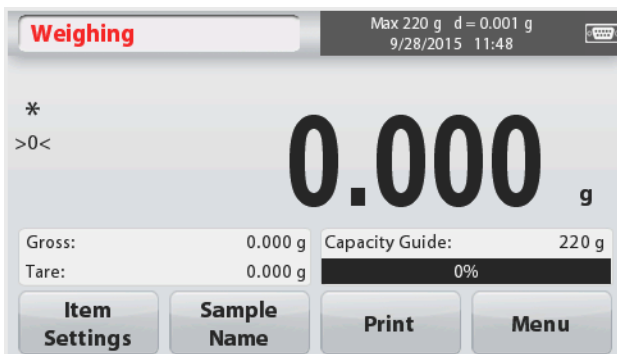 Weighing
Max 220 g d = 0.001 g
9/28/2015 11:48
*
>0<
0.000 g
Gross: 0.000 g
Tare: 0.000 g
Capacity Guide: 220 g
0%
Item Settings
Sample Name
Print
Menu